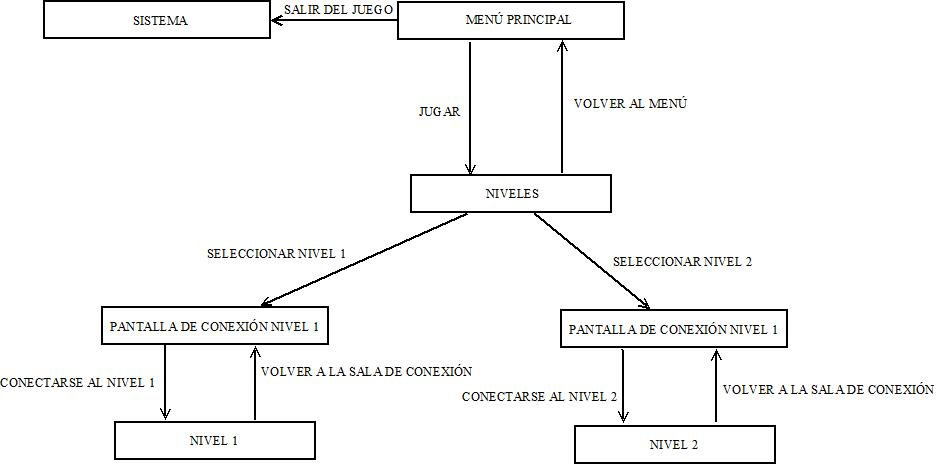 SALIR DEL JUEGO
SISTEMA
MENÚ PRINCIPAL
JUGAR
VOLVER AL MENÚ
NIVELES
SELECCIONAR NIVEL 1
SELECCIONAR NIVEL 2
PANTALLA DE CONEXIÓN NIVEL 1
PANTALLA DE CONEXIÓN NIVEL 1
CONECTARSE AL NIVEL 1
VOLVER A LA SALA DE CONEXIÓN
CONECTARSE AL NIVEL 2
VOLVER A LA SALA DE CONEXIÓN
NIVEL 1
NIVEL 2